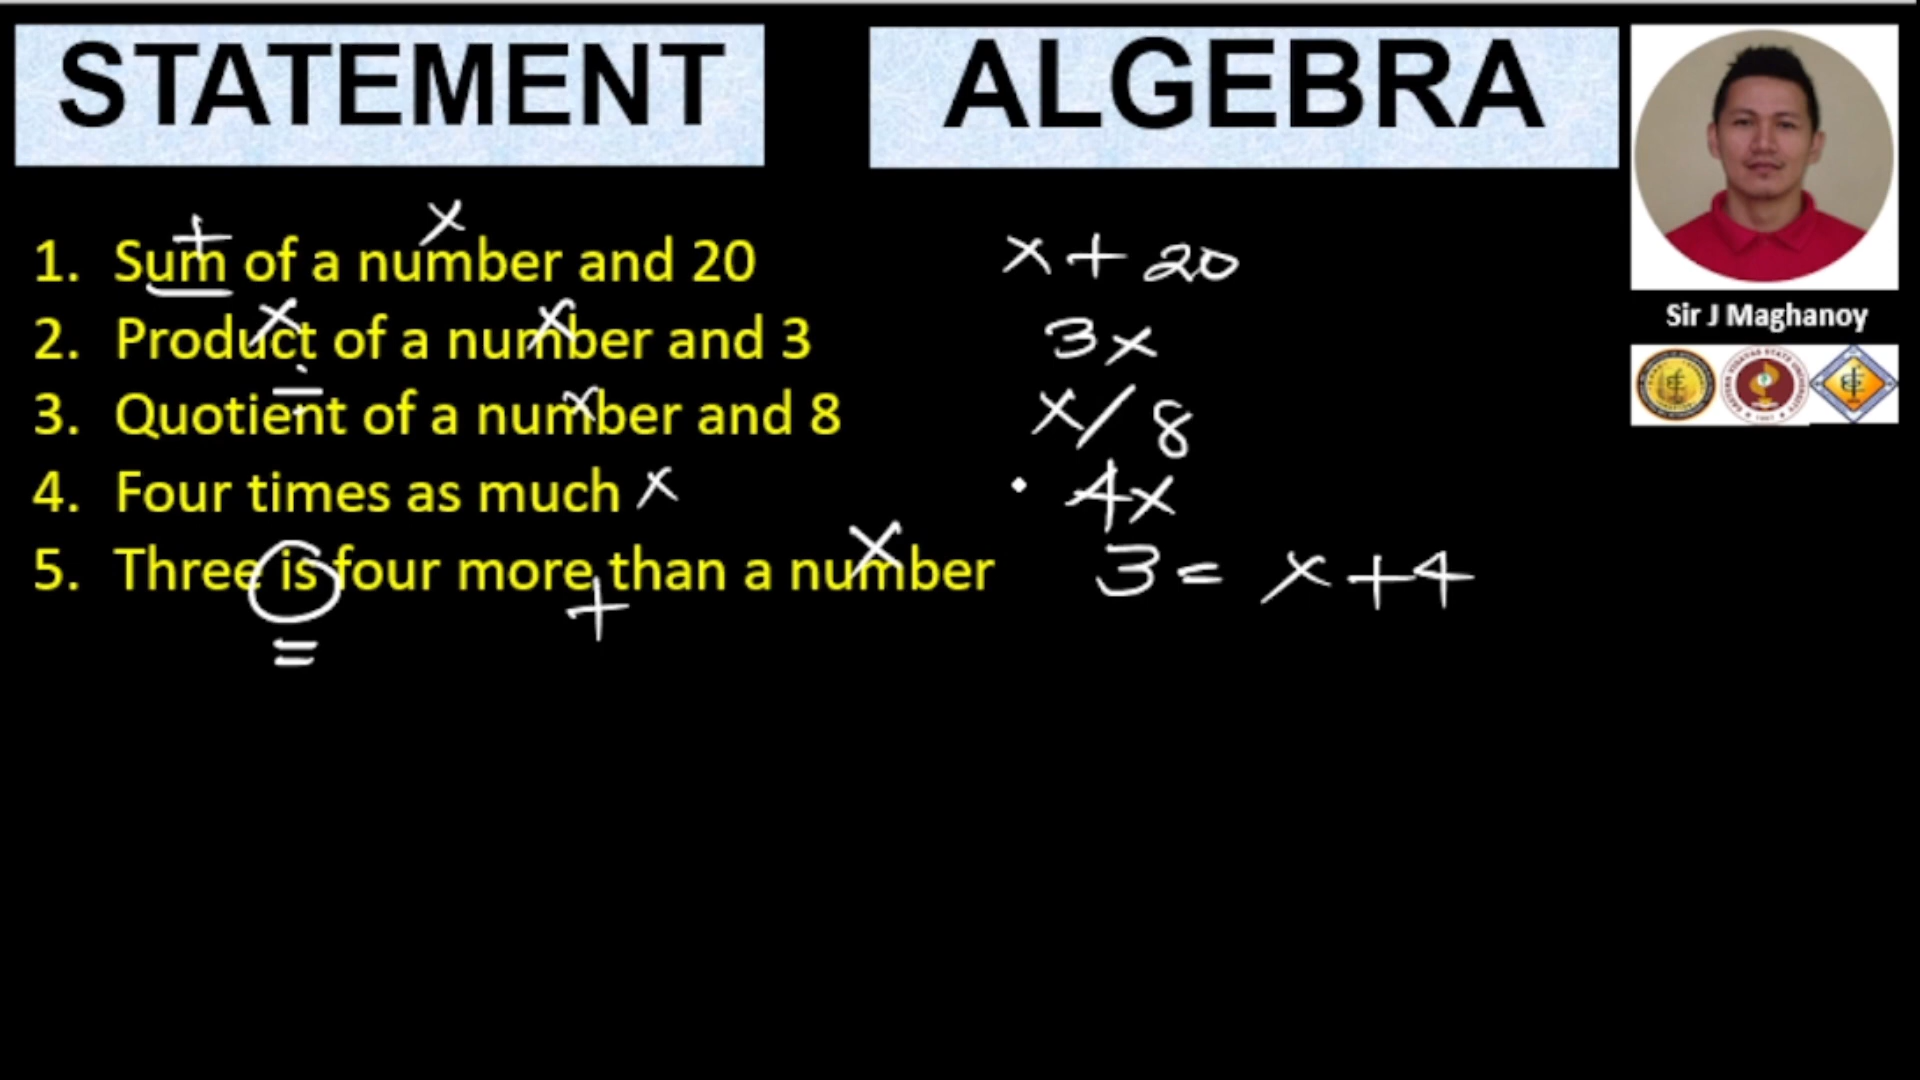 STATEMENT ALGEBRA
+ x
1. Sum of a number and 20 x + 20
x x
2. Product of a number and 3 3x
÷ x
3. Quotient of a number and 8 x/8
4. Four times as much x · 4x
x
5. Three is four more than a number 3 = x + 4
+
=
Sir J Maghanoy